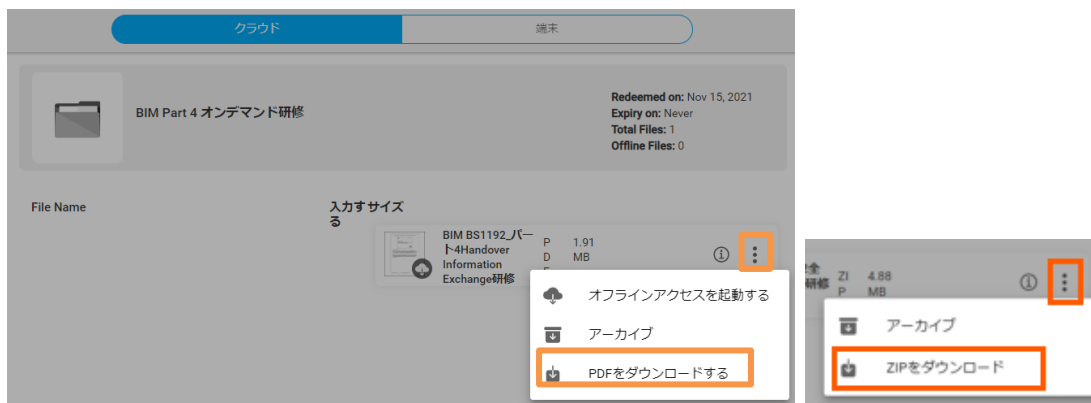 クラウド
端末
BIM Part 4 オンデマンド研修
Redeemed on: Nov 15, 2021
Expiry on: Never
Total Files: 1
Offline Files: 0
File Name
入力す サイズ
る
BIM BS1192_パー
ト4Handover
Information
Exchange研修
P
D
1.91
MB
オフラインアクセスを起動する
アーカイブ
PDFをダウンロードする
全
研修
ZI
P
4.88
MB
アーカイブ
ZIPをダウンロード